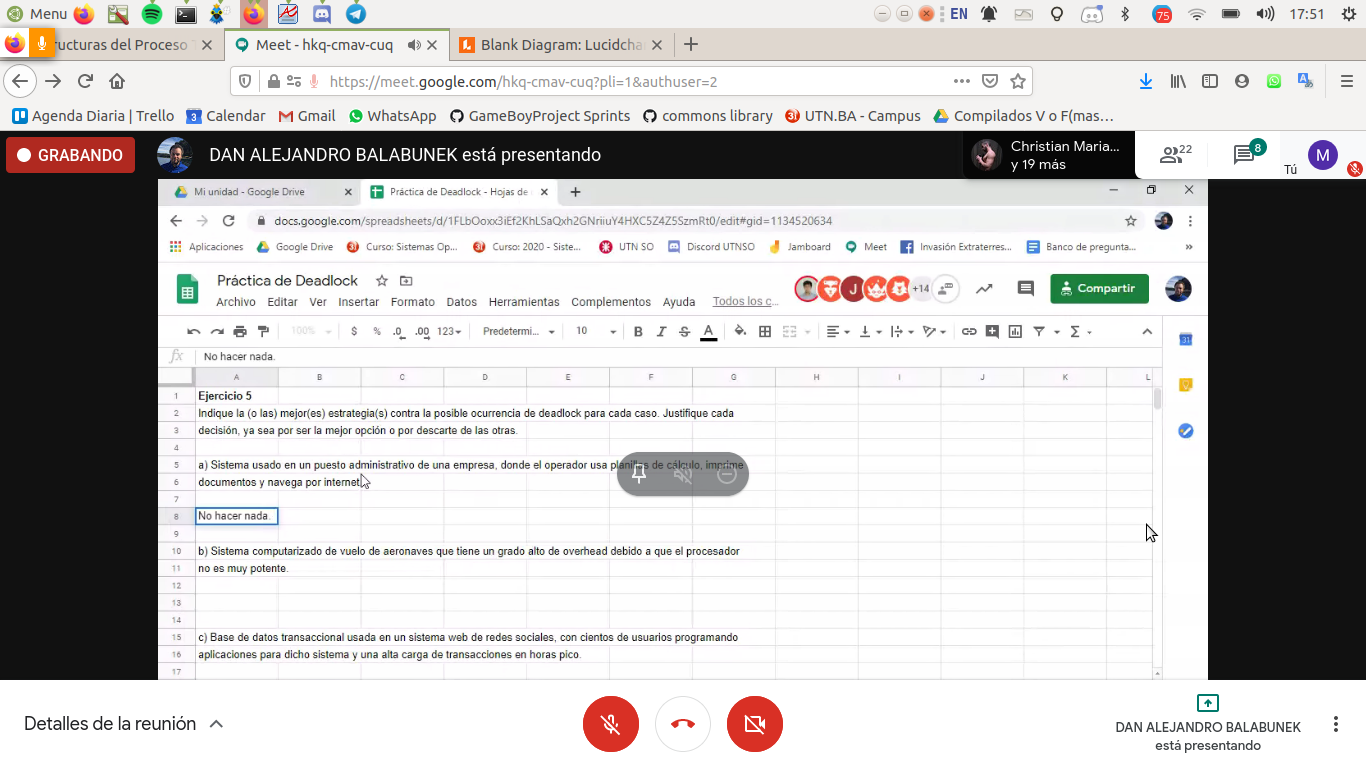 Menu
EN
75
17:51
ucturas del Proceso
Meet - hkq-cmav-cuq
Blank Diagram: Lucidcha
https://meet.google.com/hkq-cmav-cuq?pli=1&authuser=2
Agenda Diaria | Trello
Calendar
Gmail
WhatsApp
GameBoyProject Sprints
commons library
UTN.BA - Campus
Compilados V o F(mas…
GRABANDO
DAN ALEJANDRO BALABUNEK está presentando
Christian Maria...
y 19 más
22
8
Tú
M
Mi unidad - Google Drive
Práctica de Deadlock - Hojas de
docs.google.com/spreadsheets/d/1FLbOoxx3iEf2KhLSaQxh2GNriiuY4HXC5Z4Z5SzmRt0/edit#gid=1134520634
Aplicaciones
Google Drive
Curso: Sistemas Op...
Curso: 2020 - Siste...
UTN SO
Discord UTNSO
Jamboard
Meet
Invasión Extraterres...
Banco de pregunta...
»
Práctica de Deadlock
J
+14
Compartir
Archivo Editar Ver Insertar Formato Datos Herramientas Complementos Ayuda Todos los c...
100% $ % .0 .00 123 Predetermi... 10 B I S A
fx No hacer nada.
A B C D E F G H I J K L
1 Ejercicio 5
2 Indique la (o las) mejor(es) estrategia(s) contra la posible ocurrencia de deadlock para cada caso. Justifique cada
3 decisión, ya sea por ser la mejor opción o por descarte de las otras.
4
5 a) Sistema usado en un puesto administrativo de una empresa, donde el operador usa planillas de cálculo, imprime
6 documentos y navega por internet
7
8 No hacer nada.
9
10 b) Sistema computarizado de vuelo de aeronaves que tiene un grado alto de overhead debido a que el procesador
11 no es muy potente.
12
13
14
15 c) Base de datos transaccional usada en un sistema web de redes sociales, con cientos de usuarios programando
16 aplicaciones para dicho sistema y una alta carga de transacciones en horas pico.
17
Detalles de la reunión
DAN ALEJANDRO BALABUNEK
está presentando